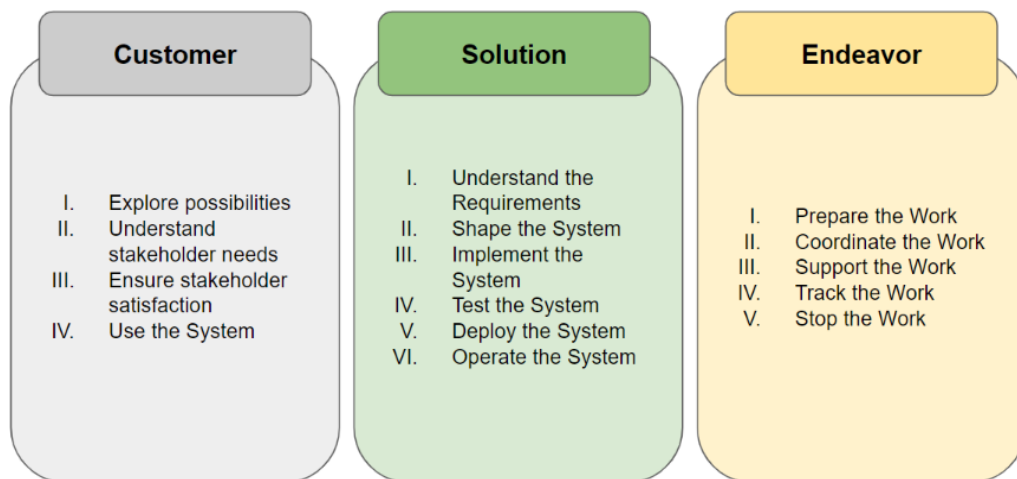 Customer
I. Explore possibilities
II. Understand
stakeholder needs
III. Ensure stakeholder
satisfaction
IV. Use the System
Solution
I. Understand the
Requirements
II. Shape the System
III. Implement the
System
IV. Test the System
V. Deploy the System
VI. Operate the System
Endeavor
I. Prepare the Work
II. Coordinate the Work
III. Support the Work
IV. Track the Work
V. Stop the Work